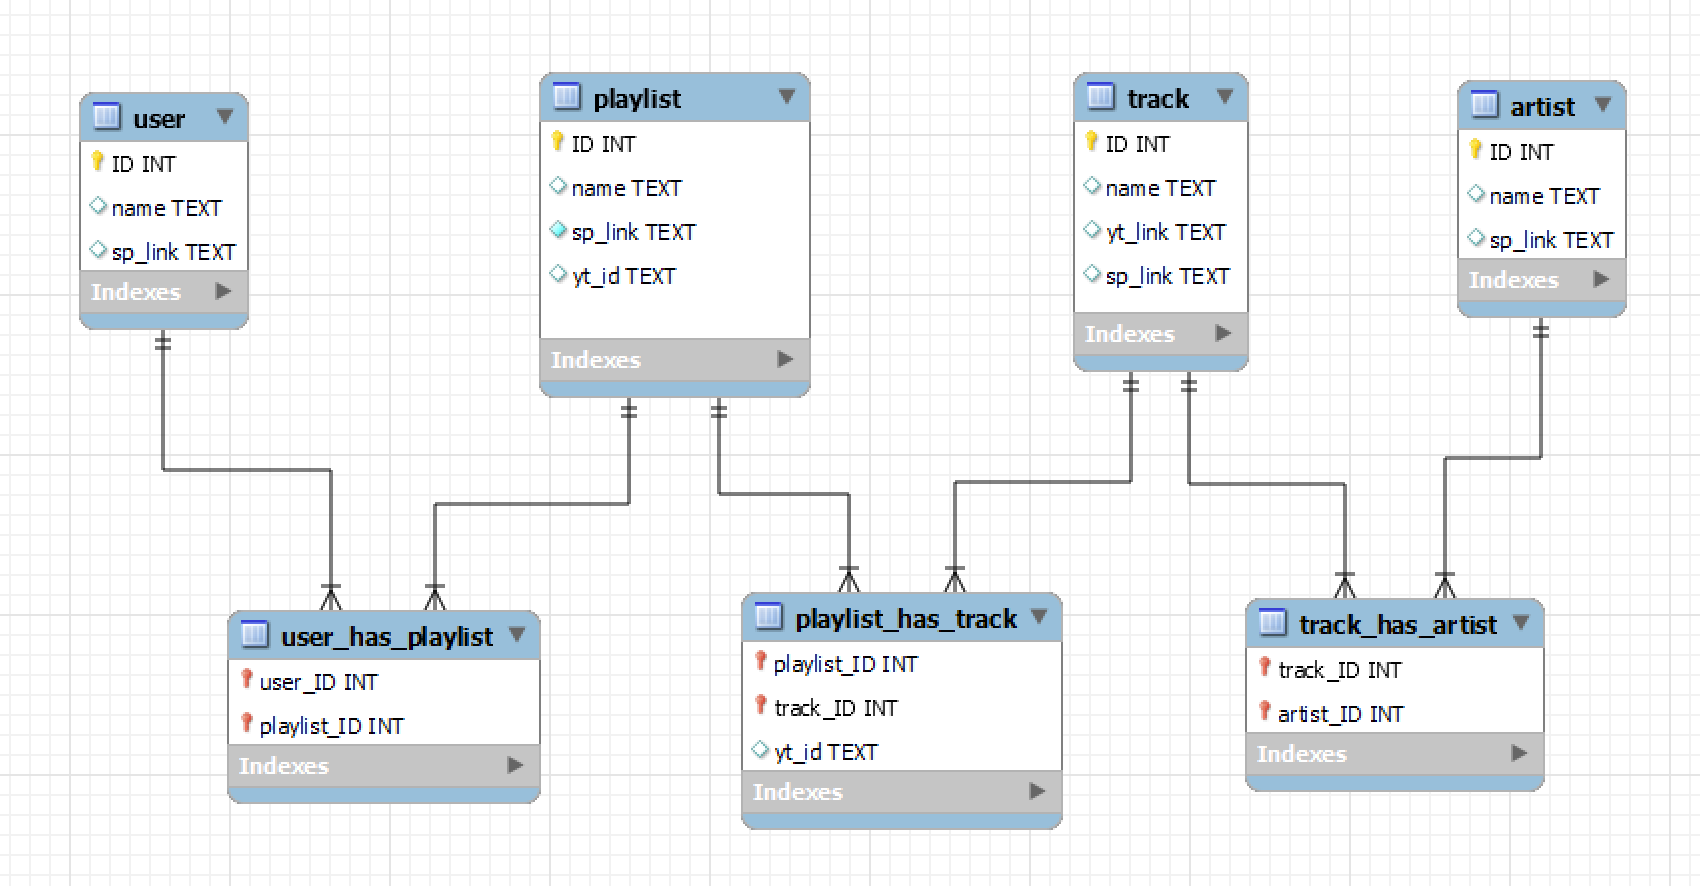 user
ID INT
name TEXT
sp_link TEXT
Indexes
playlist
ID INT
name TEXT
sp_link TEXT
yt_id TEXT
Indexes
track
ID INT
name TEXT
yt_link TEXT
sp_link TEXT
Indexes
artist
ID INT
name TEXT
sp_link TEXT
Indexes
user_has_playlist
user_ID INT
playlist_ID INT
Indexes
playlist_has_track
playlist_ID INT
track_ID INT
yt_id TEXT
Indexes
track_has_artist
track_ID INT
artist_ID INT
Indexes